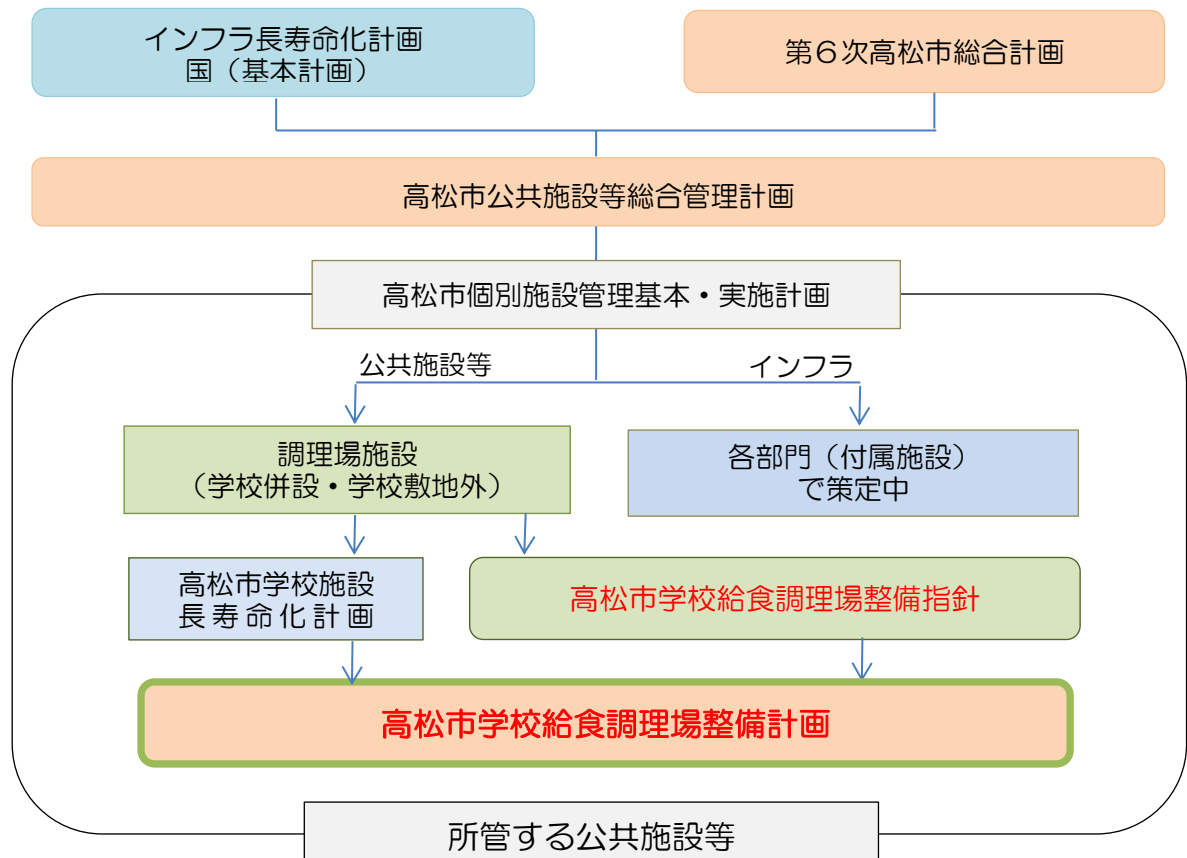 インフラ長寿命化計画
国（基本計画）
第６次高松市総合計画
高松市公共施設等総合管理計画
高松市個別施設管理基本・実施計画
公共施設等
インフラ
調理場施設
（学校併設・学校敷地外）
各部門（付属施設）
で策定中
高松市学校施設
長寿命化計画
高松市学校給食調理場整備指針
高松市学校給食調理場整備計画
所管する公共施設等